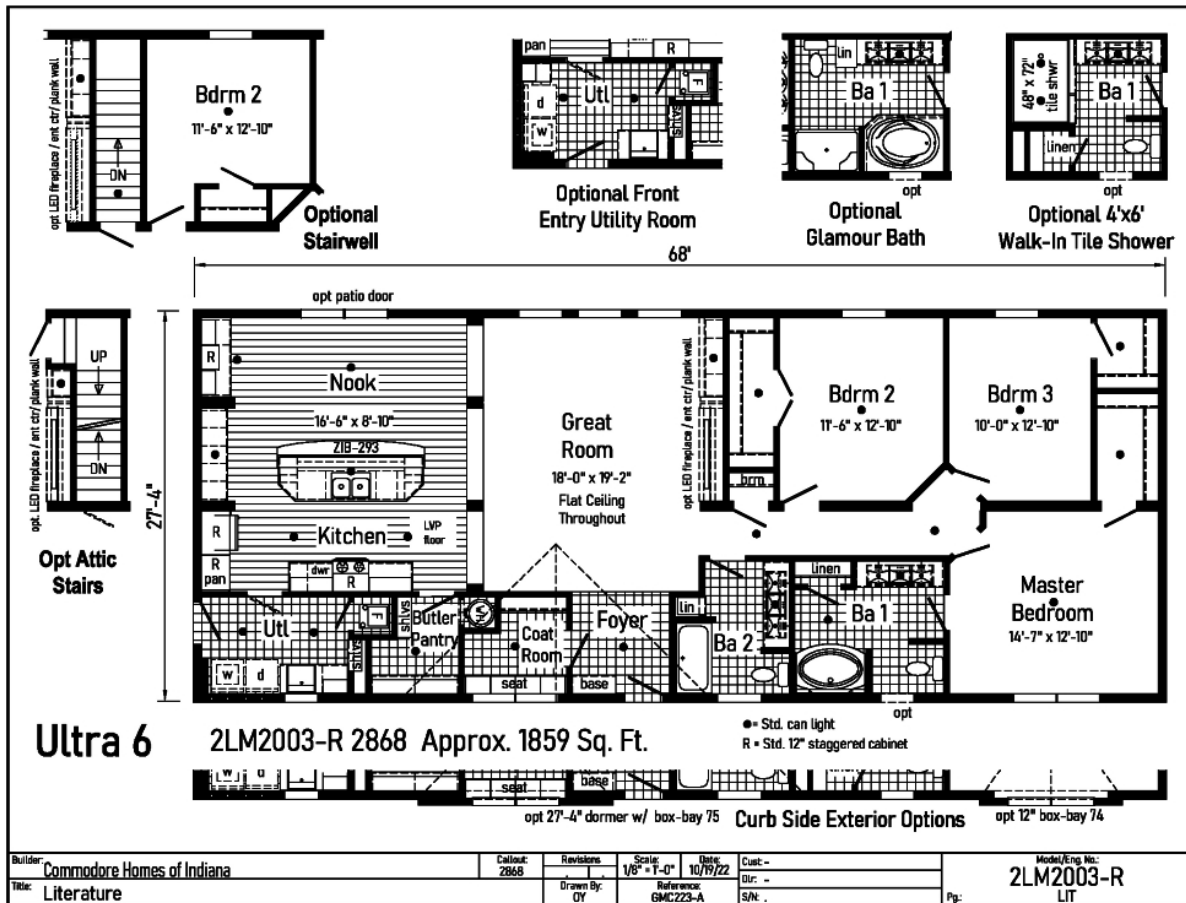 opt LED fireplace / ent ctr/ plank wall
DN
Bdrm 2
11'-6" x 12'-10"
Optional
Stairwell
pan
R
Utl
F
d
w
shlvs
Optional Front
Entry Utility Room
lin
Ba 1
opt
Optional
Glamour Bath
48" x 72"
tile shwr
Ba 1
linen
opt
Optional 4'x6'
Walk-In Tile Shower
68'
27'-4"
opt. LED fireplace / ent ctr/ plank wall
UP
DN
Opt Attic
Stairs
opt patio door
R
Nook
16'-6" x 8'-10"
ZIB-293
Kitchen
LVP
floor
R
R
pan
dwr
R
Great
Room
18'-0" x 19'-2"
Flat Ceiling
Throughout
opt LED fireplace / ent ctr/ plank wall
brm
Bdrm 2
11'-6" x 12'-10"
Bdrm 3
10'-0" x 12'-10"
Utl
F
w
d
shlvs
shlvs
Butler
Pantry
WH
Coat
Room
seat
Foyer
base
lin
Ba 2
linen
Ba 1
opt
Master
Bedroom
14'-7" x 12'-10"
Ultra 6
2LM2003-R 2868 Approx. 1859 Sq. Ft.
= Std. can light
R = Std. 12" staggered cabinet
w
d
seat
base
linen
opt 27'-4" dormer w/ box-bay 75
Curb Side Exterior Options
opt 12" box-bay 74
Builder: Commodore Homes of Indiana
Callout: 2868
Revisions
Scale: 1/8" = 1'-0"
Date: 10/19/22
Cust: -
Dlr: -
S/N: .
Model/Eng. No.: 2LM2003-R
Title: Literature
Drawn By: OY
Reference: GMC223-A
Pg.: LIT